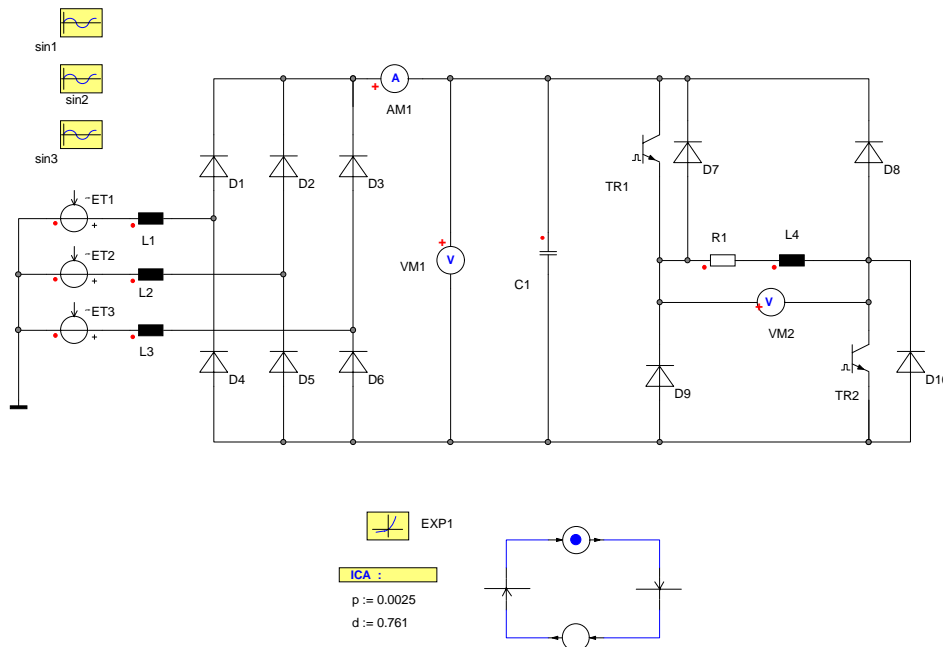 sin1
sin2
sin3
A
AM1
D1
D2
D3
TR1
D7
D8
~ET1
+
L1
~ET2
+
L2
~ET3
+
L3
V
VM1
C1
R1
L4
V
VM2
D4
D5
D6
D9
TR2
D10
EXP1
ICA :
p := 0.0025
d := 0.761